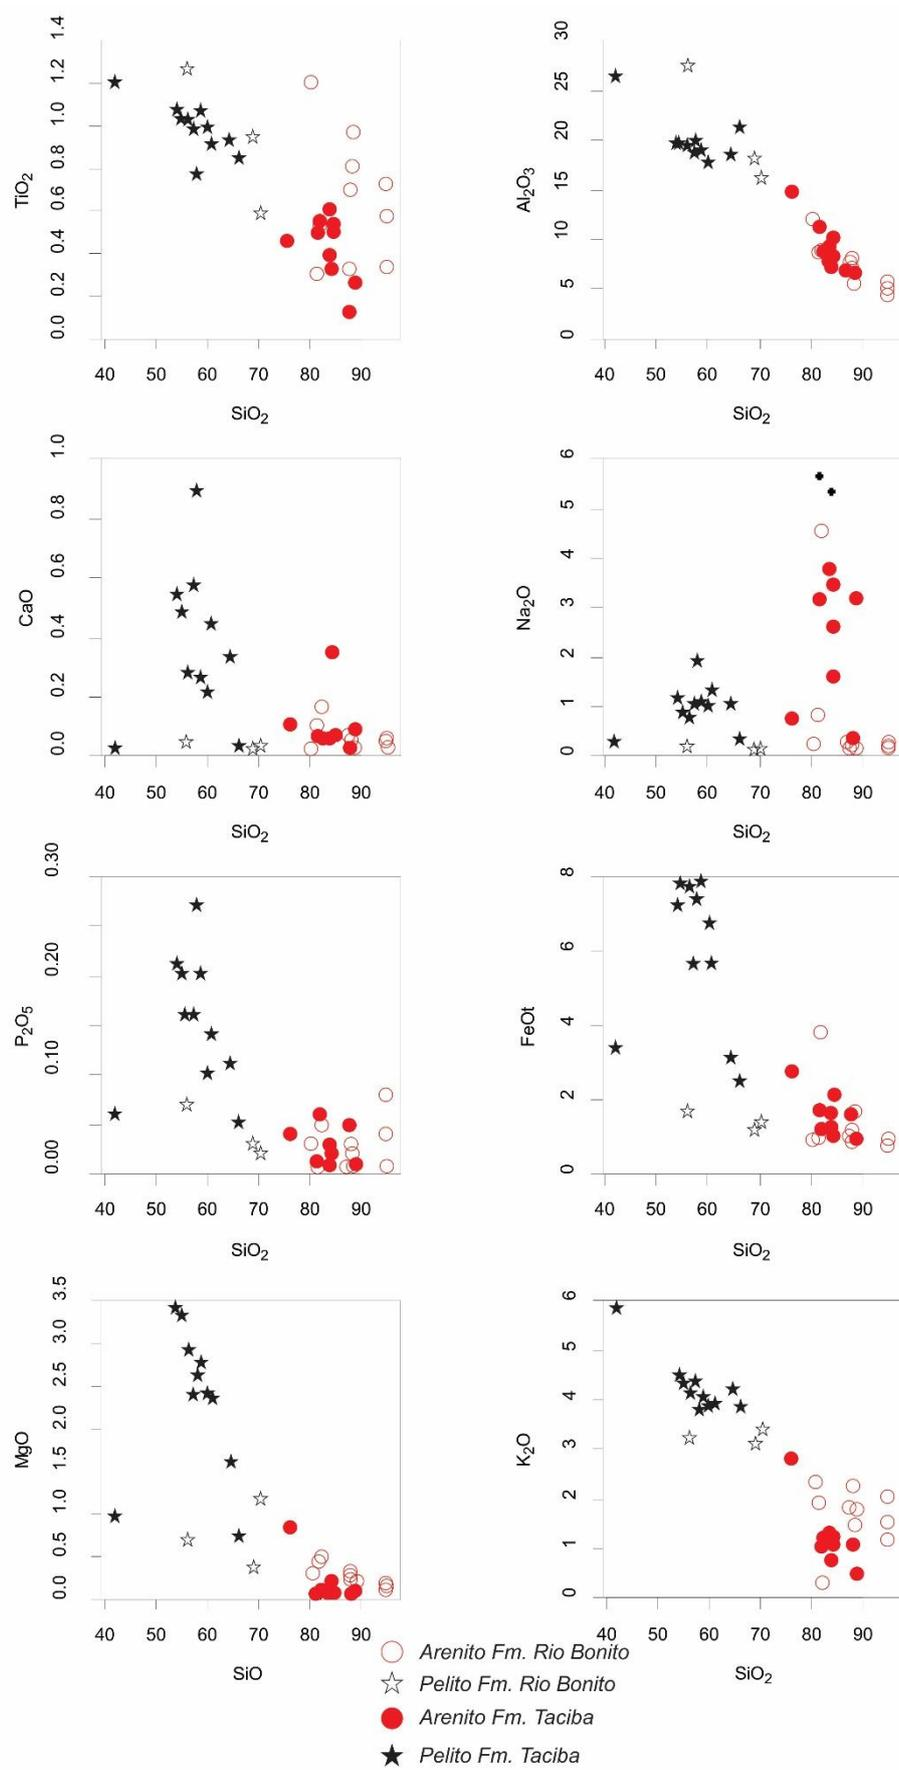 TiO2
0.0 0.2 0.4 0.6 0.8 1.0 1.2 1.4
40 50 60 70 80 90
SiO2
Al2O3
0 5 10 15 20 25 30
40 50 60 70 80 90
SiO2
CaO
0.0 0.2 0.4 0.6 0.8 1.0
40 50 60 70 80 90
SiO2
Na2O
0 1 2 3 4 5 6
40 50 60 70 80 90
SiO2
P2O5
0.00 0.10 0.20 0.30
40 50 60 70 80 90
SiO2
FeOt
0 2 4 6 8
40 50 60 70 80 90
SiO2
MgO
0.0 0.5 1.0 1.5 2.0 2.5 3.0 3.5
40 50 60 70 80 90
SiO
K2O
0 1 2 3 4 5 6
40 50 60 70 80 90
SiO2
Arenito Fm. Rio Bonito
Pelito Fm. Rio Bonito
Arenito Fm. Taciba
Pelito Fm. Taciba